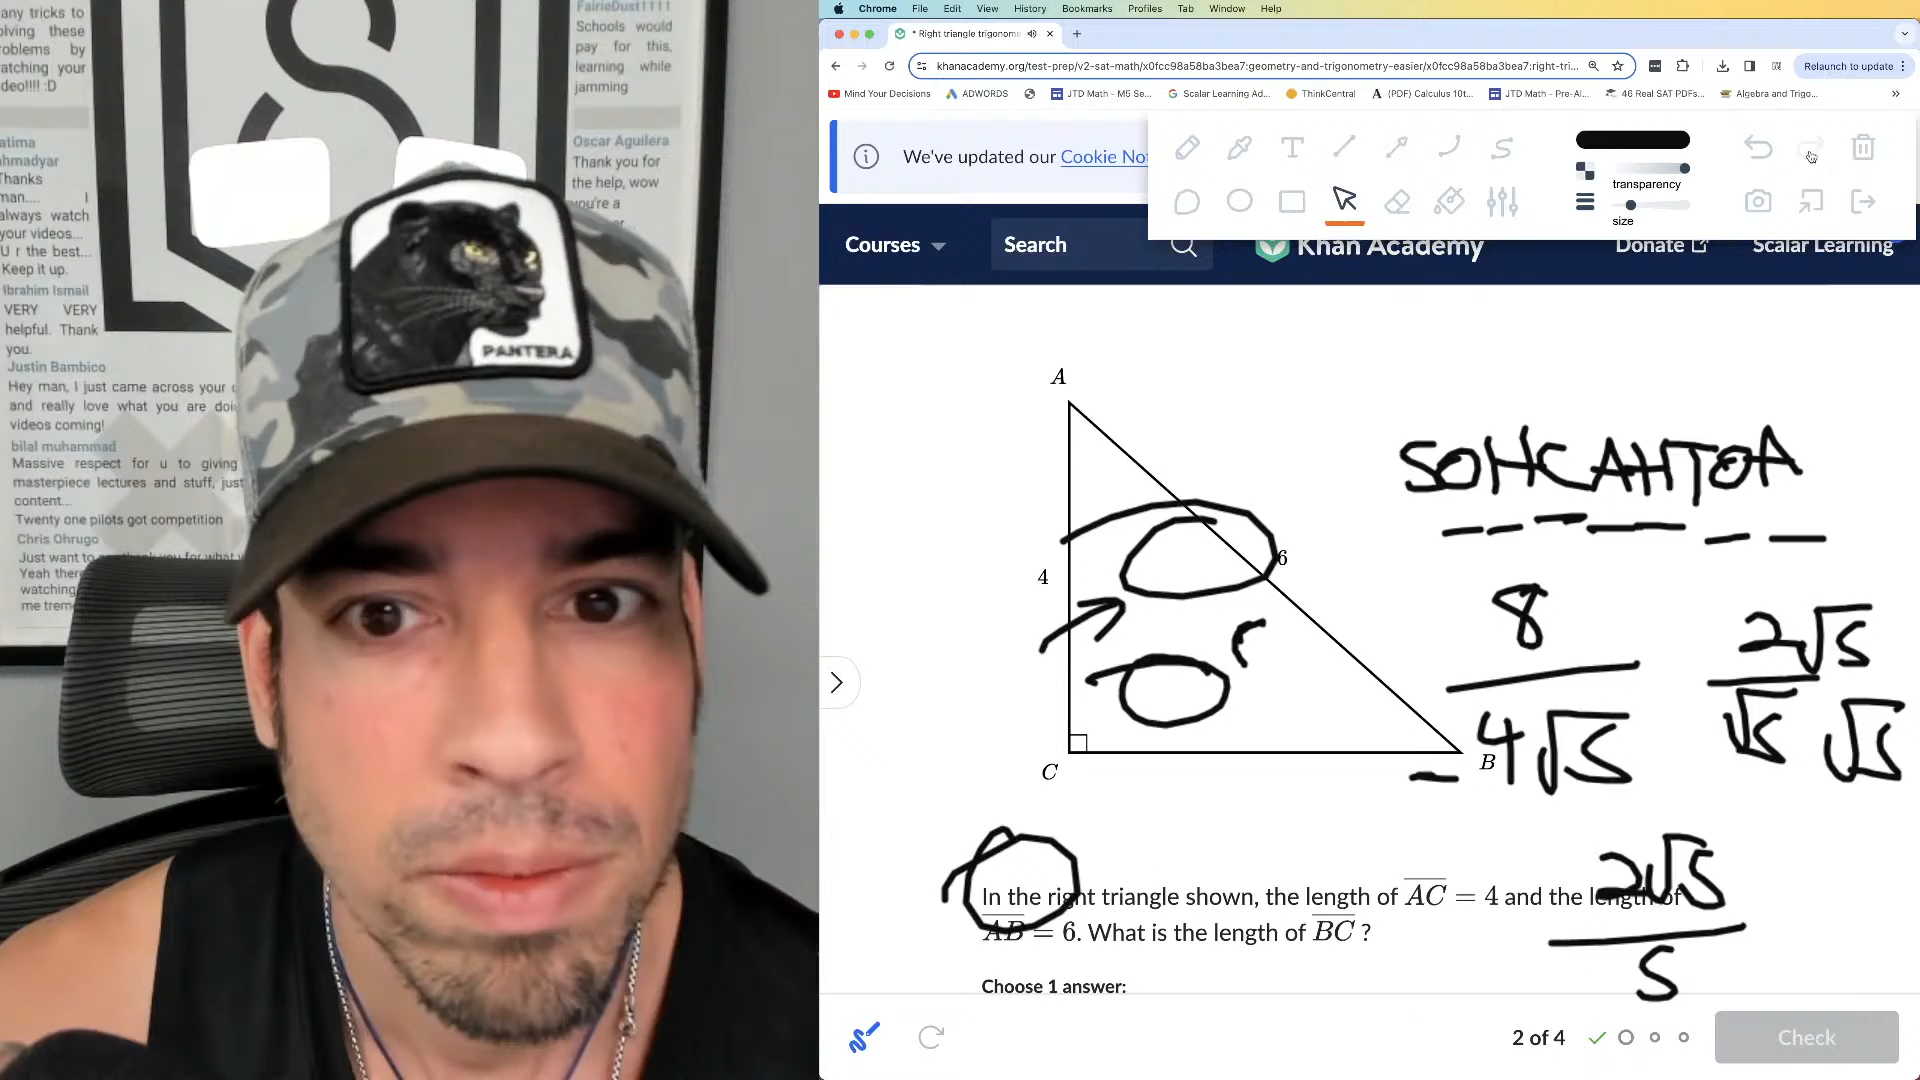 any tricks to
olving these
roblems by
atching your
deo!!!! :D
FairieDust1111
Schools would
pay for this,
learning while
jamming
atima
ahmadyar
Thanks
man.... I
always watch
your videos...
U r the best...
Keep it up.
Ibrahim Ismail
VERY VERY
helpful. Thank
you.
Oscar Aguilera
Thank you for
the help, wow
you're a
Justin Bambico
Hey man, I just came across your
and really love what you are doi
videos coming!
bilal muhammad
Massive respect for u to giving
masterpiece lectures and stuff, just
content...
Twenty one pilots got competition
Chris Ohrugo
Just want to
Yeah there
watching
me trem
PANTERA
Chrome File Edit View History Bookmarks Profiles Tab Window Help
* Right triangle trigonome
khanacademy.org/test-prep/v2-sat-math/x0fcc98a58ba3bea7:geometry-and-trigonometry-easier/x0fcc98a58ba3bea7:right-tri...
Relaunch to update
Mind Your Decisions ADWORDS JTD Math - M5 Se... Scalar Learning Ad... ThinkCentral (PDF) Calculus 10t... JTD Math - Pre-Al... 46 Real SAT PDFs... Algebra and Trigo...
We've updated our Cookie No
transparency
size
Courses Search Khan Academy Donate Scalar Learning
A
SOHCAHTOA
4
6
8
4√5
2√5
√5 √5
C
B
In the right triangle shown, the length of AC = 4 and the length of
AB = 6. What is the length of BC ?
2√5
5
Choose 1 answer:
2 of 4
Check